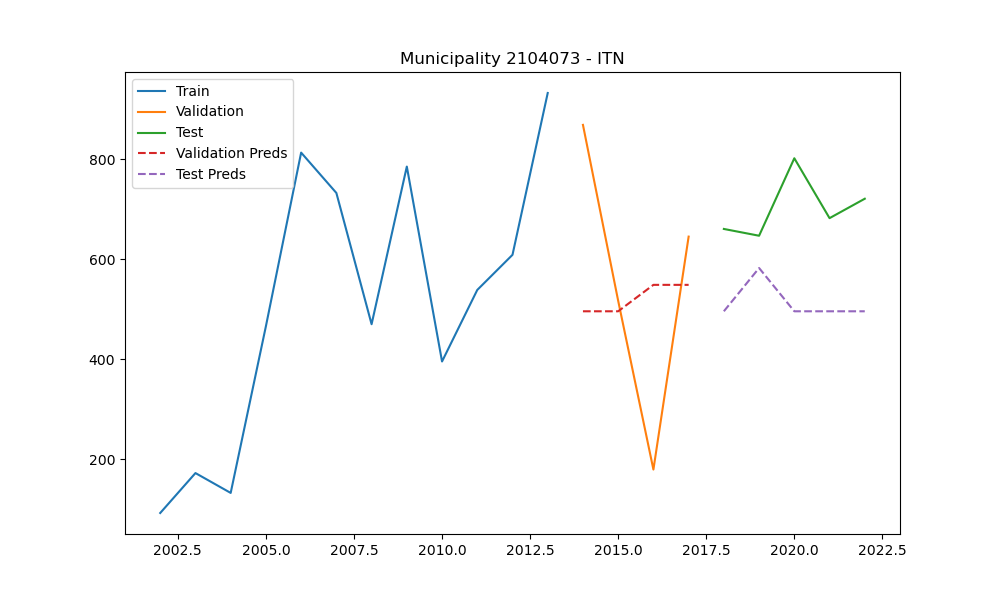 Municipality 2104073 - ITN
Train
Validation
Test
Validation Preds
Test Preds
800
600
400
200
2002.5 2005.0 2007.5 2010.0 2012.5 2015.0 2017.5 2020.0 2022.5